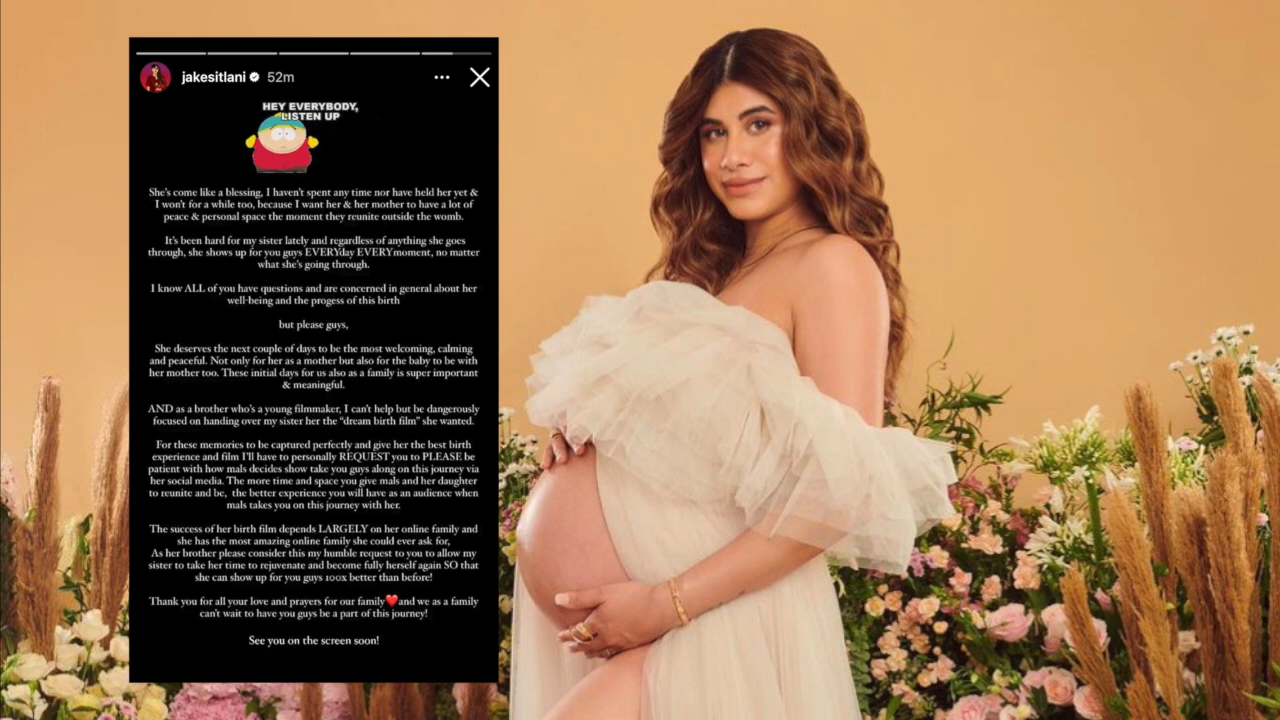 jakesitlani 52m
HEY EVERYBODY,
LISTEN UP
She's come like a blessing, I haven't spent any time nor have held her yet &
I won't for a while too, because I want her & her mother to have a lot of
peace & personal space the moment they reunite outside the womb.
It's been hard for my sister lately and regardless of anything she goes
through, she shows up for you guys EVERYday EVERYmoment, no matter
what she's going through.
I know ALL of you have questions and are concerned in general about her
well-being and the progess of this birth
but please guys,
She deserves the next couple of days to be the most welcoming, calming
and peaceful. Not only for her as a mother but also for the baby to be with
her mother too. These initial days for us also as a family is super important
& meaningful.
AND as a brother who's a young filmmaker, I can't help but be dangerously
focused on handing over my sister her the "dream birth film" she wanted.
For these memories to be captured perfectly and give her the best birth
experience and film I'll have to personally REQUEST you to PLEASE be
patient with how mals decides show take you guys along on this journey via
her social media. The more time and space you give mals and her daughter
to reunite and be, the better experience you will have as an audience when
mals takes you on this journey with her.
The success of her birth film depends LARGELY on her online family and
she has the most amazing online family she could ever ask for,
As her brother please consider this my humble request to you to allow my
sister to take her time to rejuvenate and become fully herself again SO that
she can show up for you guys 100x better than before!
Thank you for all your love and prayers for our family❤️and we as a family
can't wait to have you guys be a part of this journey!
See you on the screen soon!